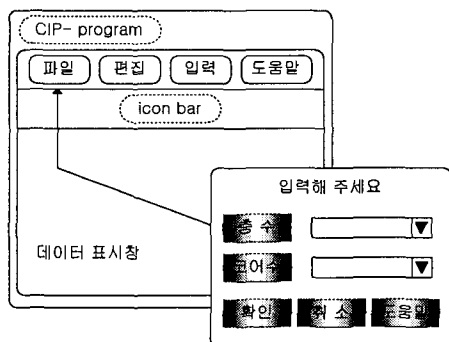 CIP- program
파일 편집 입력 도움말
icon bar
데이터 표시창
입력해 주세요
층 수
코어수
확인 취 소 도움말